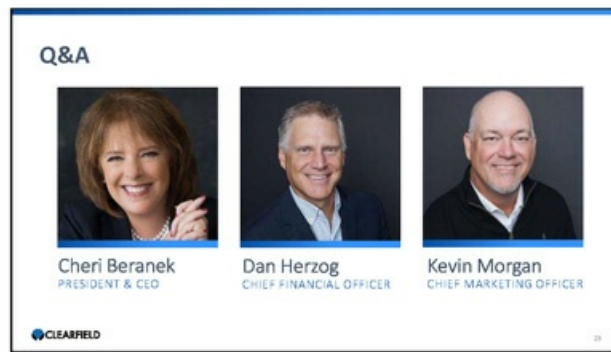 Q&A
Cheri Beranek
PRESIDENT & CEO
Dan Herzog
CHIEF FINANCIAL OFFICER
Kevin Morgan
CHIEF MARKETING OFFICER
CLEARFIELD